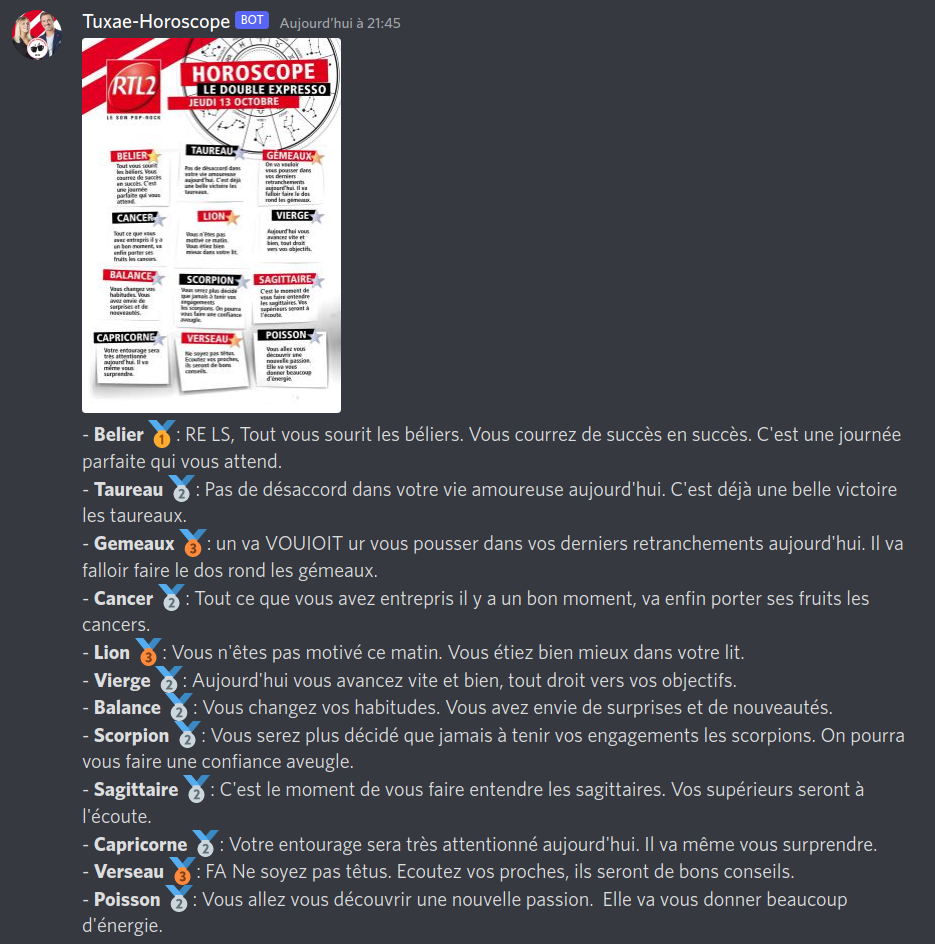 Tuxae-Horoscope BOT Aujourd'hui à 21:45
RTL2
LE SON POP-ROCK
HOROSCOPE
LE DOUBLE EXPRESSO
JEUDI 13 OCTOBRE
BÉLIER
Tout vous sourit
les béliers. Vous
courrez de succès
en succès. C'est
une journée
parfaite qui vous
attend.
TAUREAU
Pas de désaccord dans
votre vie amoureuse
aujourd'hui. C'est déjà
une belle victoire les
taureaux.
GÉMEAUX
On va vouloir
vous pousser dans
vos derniers
retranchements
aujourd'hui. Il va
falloir faire le dos
rond les gémeaux.
CANCER
Tout ce que vous
avez entrepris il y a
un bon moment, va
enfin porter ses
fruits les cancers.
LION
Vous n'êtes pas
motivé ce matin.
Vous étiez bien
mieux dans votre lit.
VIERGE
Aujourd'hui vous
avancez vite et
bien, tout droit
vers vos objectifs.
BALANCE
Vous changez vos
habitudes. Vous
avez envie de
surprises et de
nouveautés.
SCORPION
Vous serez plus décidé
que jamais à tenir vos
engagements
les scorpions. On pourra
vous faire une confiance
aveugle.
SAGITTAIRE
C'est le moment de
vous faire entendre
les sagittaires. Vos
supérieurs seront à
l'écoute.
CAPRICORNE
Votre entourage sera
très attentionné
aujourd'hui. Il va
même vous
surprendre.
VERSEAU
Ne soyez pas têtus.
Ecoutez vos proches,
ils seront de bons
conseils.
POISSON
Vous allez vous
découvrir une
nouvelle passion.
Elle va vous
donner beaucoup
d'énergie.
- Belier 1 : RE LS, Tout vous sourit les béliers. Vous courrez de succès en succès. C'est une journée
parfaite qui vous attend.
- Taureau 2 : Pas de désaccord dans votre vie amoureuse aujourd'hui. C'est déjà une belle victoire
les taureaux.
- Gemeaux 3 : un va VOUIOIT ur vous pousser dans vos derniers retranchements aujourd'hui. Il va
falloir faire le dos rond les gémeaux.
- Cancer 2 : Tout ce que vous avez entrepris il y a un bon moment, va enfin porter ses fruits les
cancers.
- Lion 3 : Vous n'êtes pas motivé ce matin. Vous étiez bien mieux dans votre lit.
- Vierge 2 : Aujourd'hui vous avancez vite et bien, tout droit vers vos objectifs.
- Balance 2 : Vous changez vos habitudes. Vous avez envie de surprises et de nouveautés.
- Scorpion 2 : Vous serez plus décidé que jamais à tenir vos engagements les scorpions. On pourra
vous faire une confiance aveugle.
- Sagittaire 2 : C'est le moment de vous faire entendre les sagittaires. Vos supérieurs seront à
l'écoute.
- Capricorne 2 : Votre entourage sera très attentionné aujourd'hui. Il va même vous surprendre.
- Verseau 3 : FA Ne soyez pas têtus. Ecoutez vos proches, ils seront de bons conseils.
- Poisson 2 : Vous allez vous découvrir une nouvelle passion.  Elle va vous donner beaucoup
d'énergie.